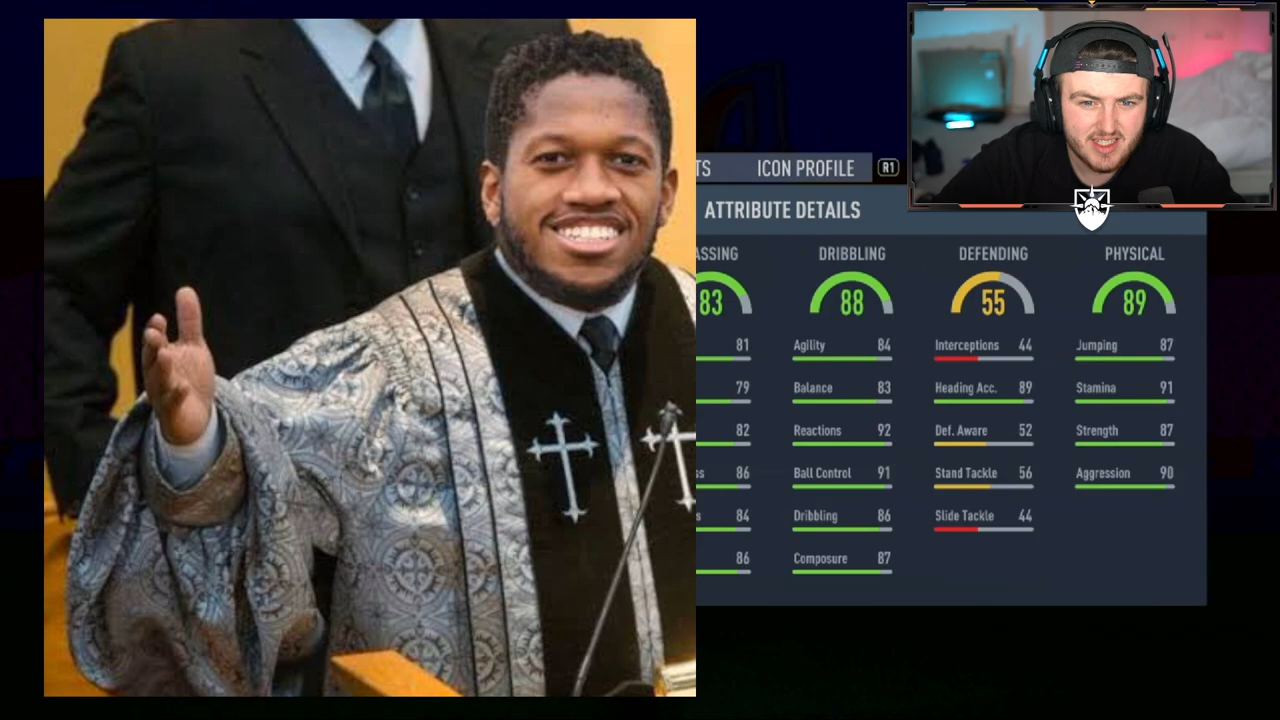 TS ICON PROFILE R1
ATTRIBUTE DETAILS
ASSING DRIBBLING DEFENDING PHYSICAL
83 88 55 89
81 Agility 84 Interceptions 44 Jumping 87
79 Balance 83 Heading Acc. 89 Stamina 91
82 Reactions 92 Def. Aware 52 Strength 87
ss 86 Ball Control 91 Stand Tackle 56 Aggression 90
s 84 Dribbling 86 Slide Tackle 44
86 Composure 87